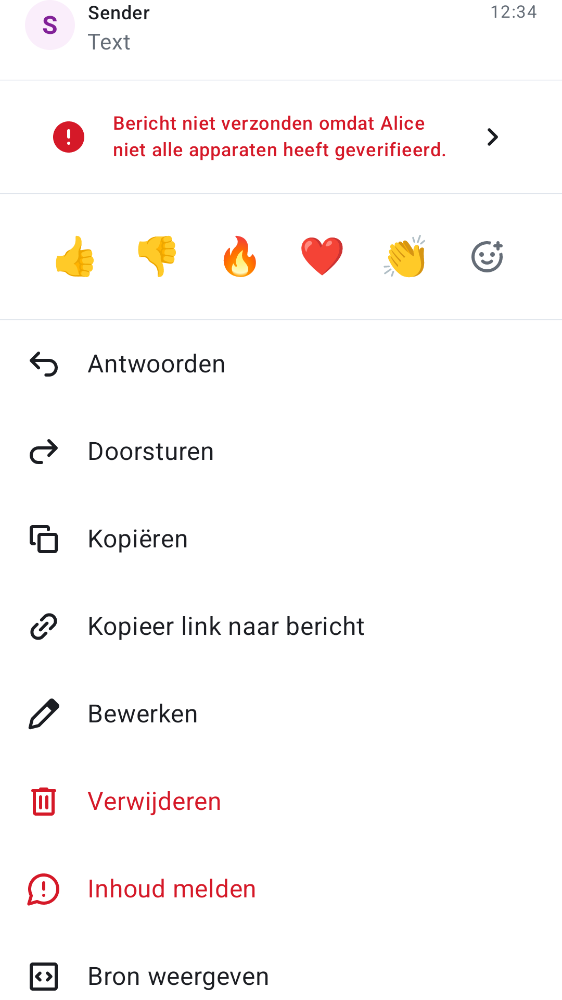 S
Sender
12:34
Text
Bericht niet verzonden omdat Alice
niet alle apparaten heeft geverifieerd.
Antwoorden
Doorsturen
Kopiëren
Kopieer link naar bericht
Bewerken
Verwijderen
Inhoud melden
Bron weergeven